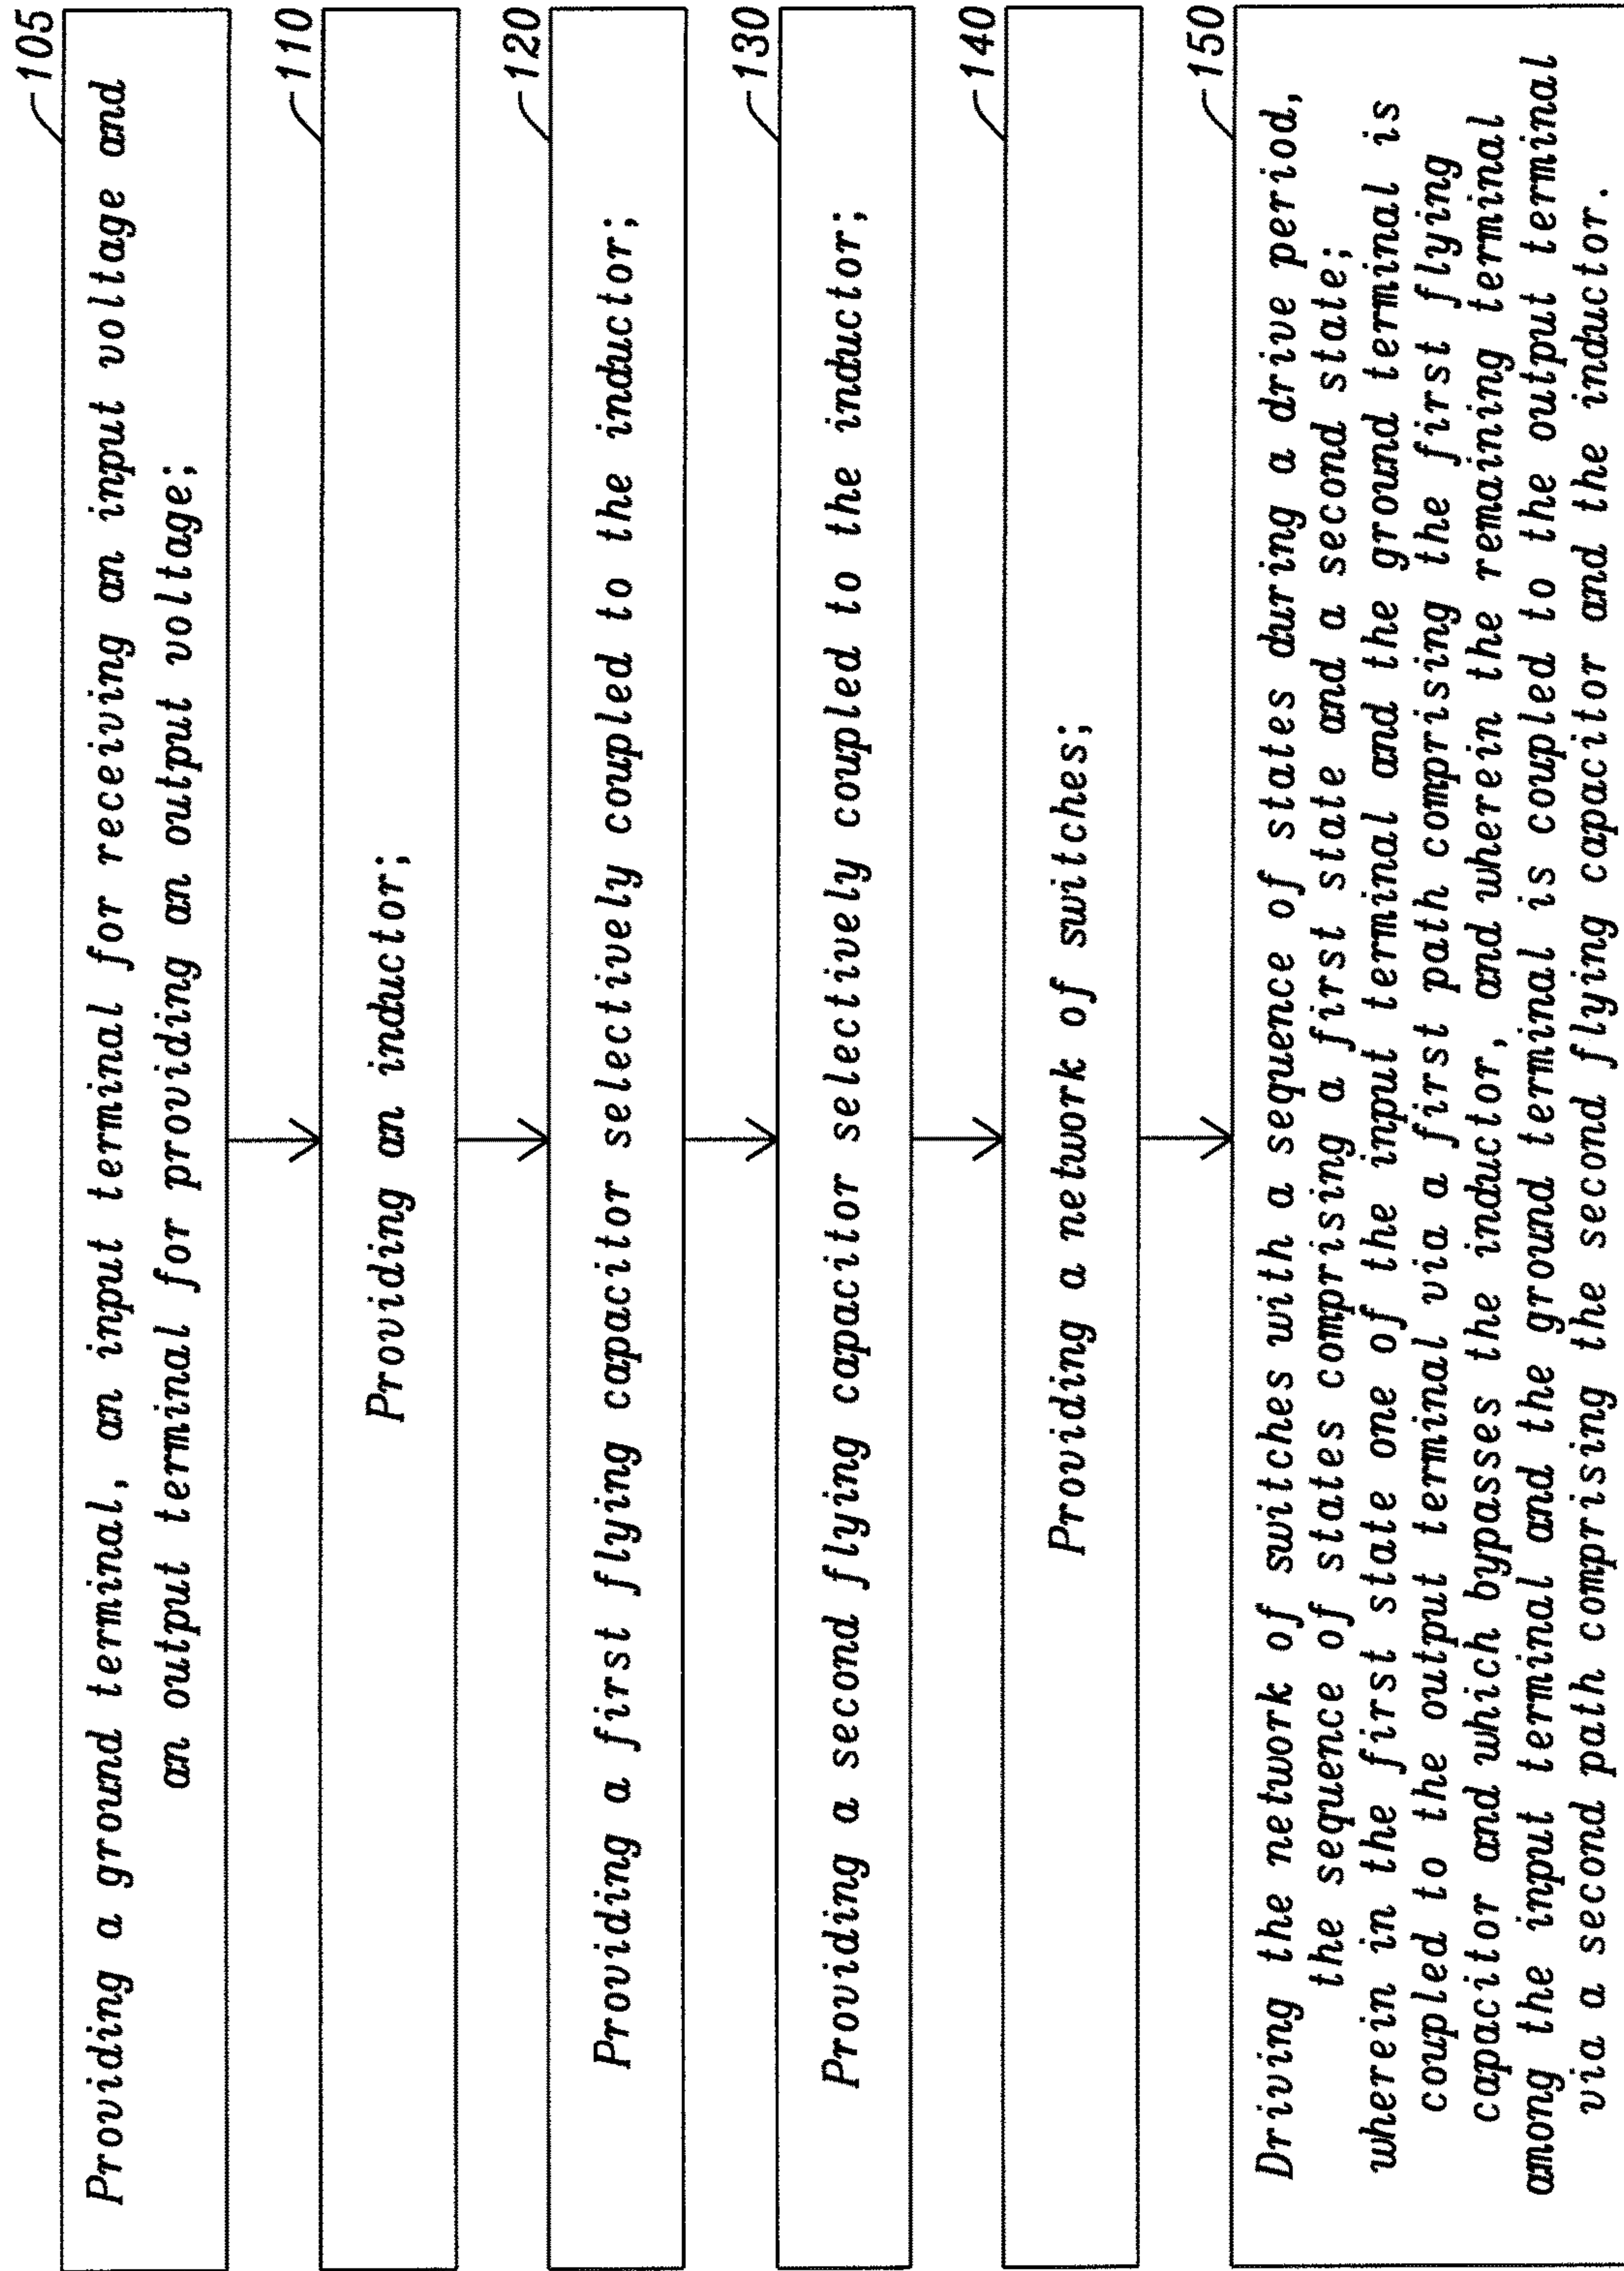 105
Providing a ground terminal, an input terminal for receiving an input voltage and
an output terminal for providing an output voltage;
110
Providing an inductor;
120
Providing a first flying capacitor selectively coupled to the inductor;
130
Providing a second flying capacitor selectively coupled to the inductor;
140
Providing a network of switches;
150
Driving the network of switches with a sequence of states during a drive period,
the sequence of states comprising a first state and a second state;
wherein in the first state one of the input terminal and the ground terminal is
coupled to the output terminal via a first path comprising the first flying
capacitor and which bypasses the inductor, and wherein the remaining terminal
among the input terminal and the ground terminal is coupled to the output terminal
via a second path comprising the second flying capacitor and the inductor.